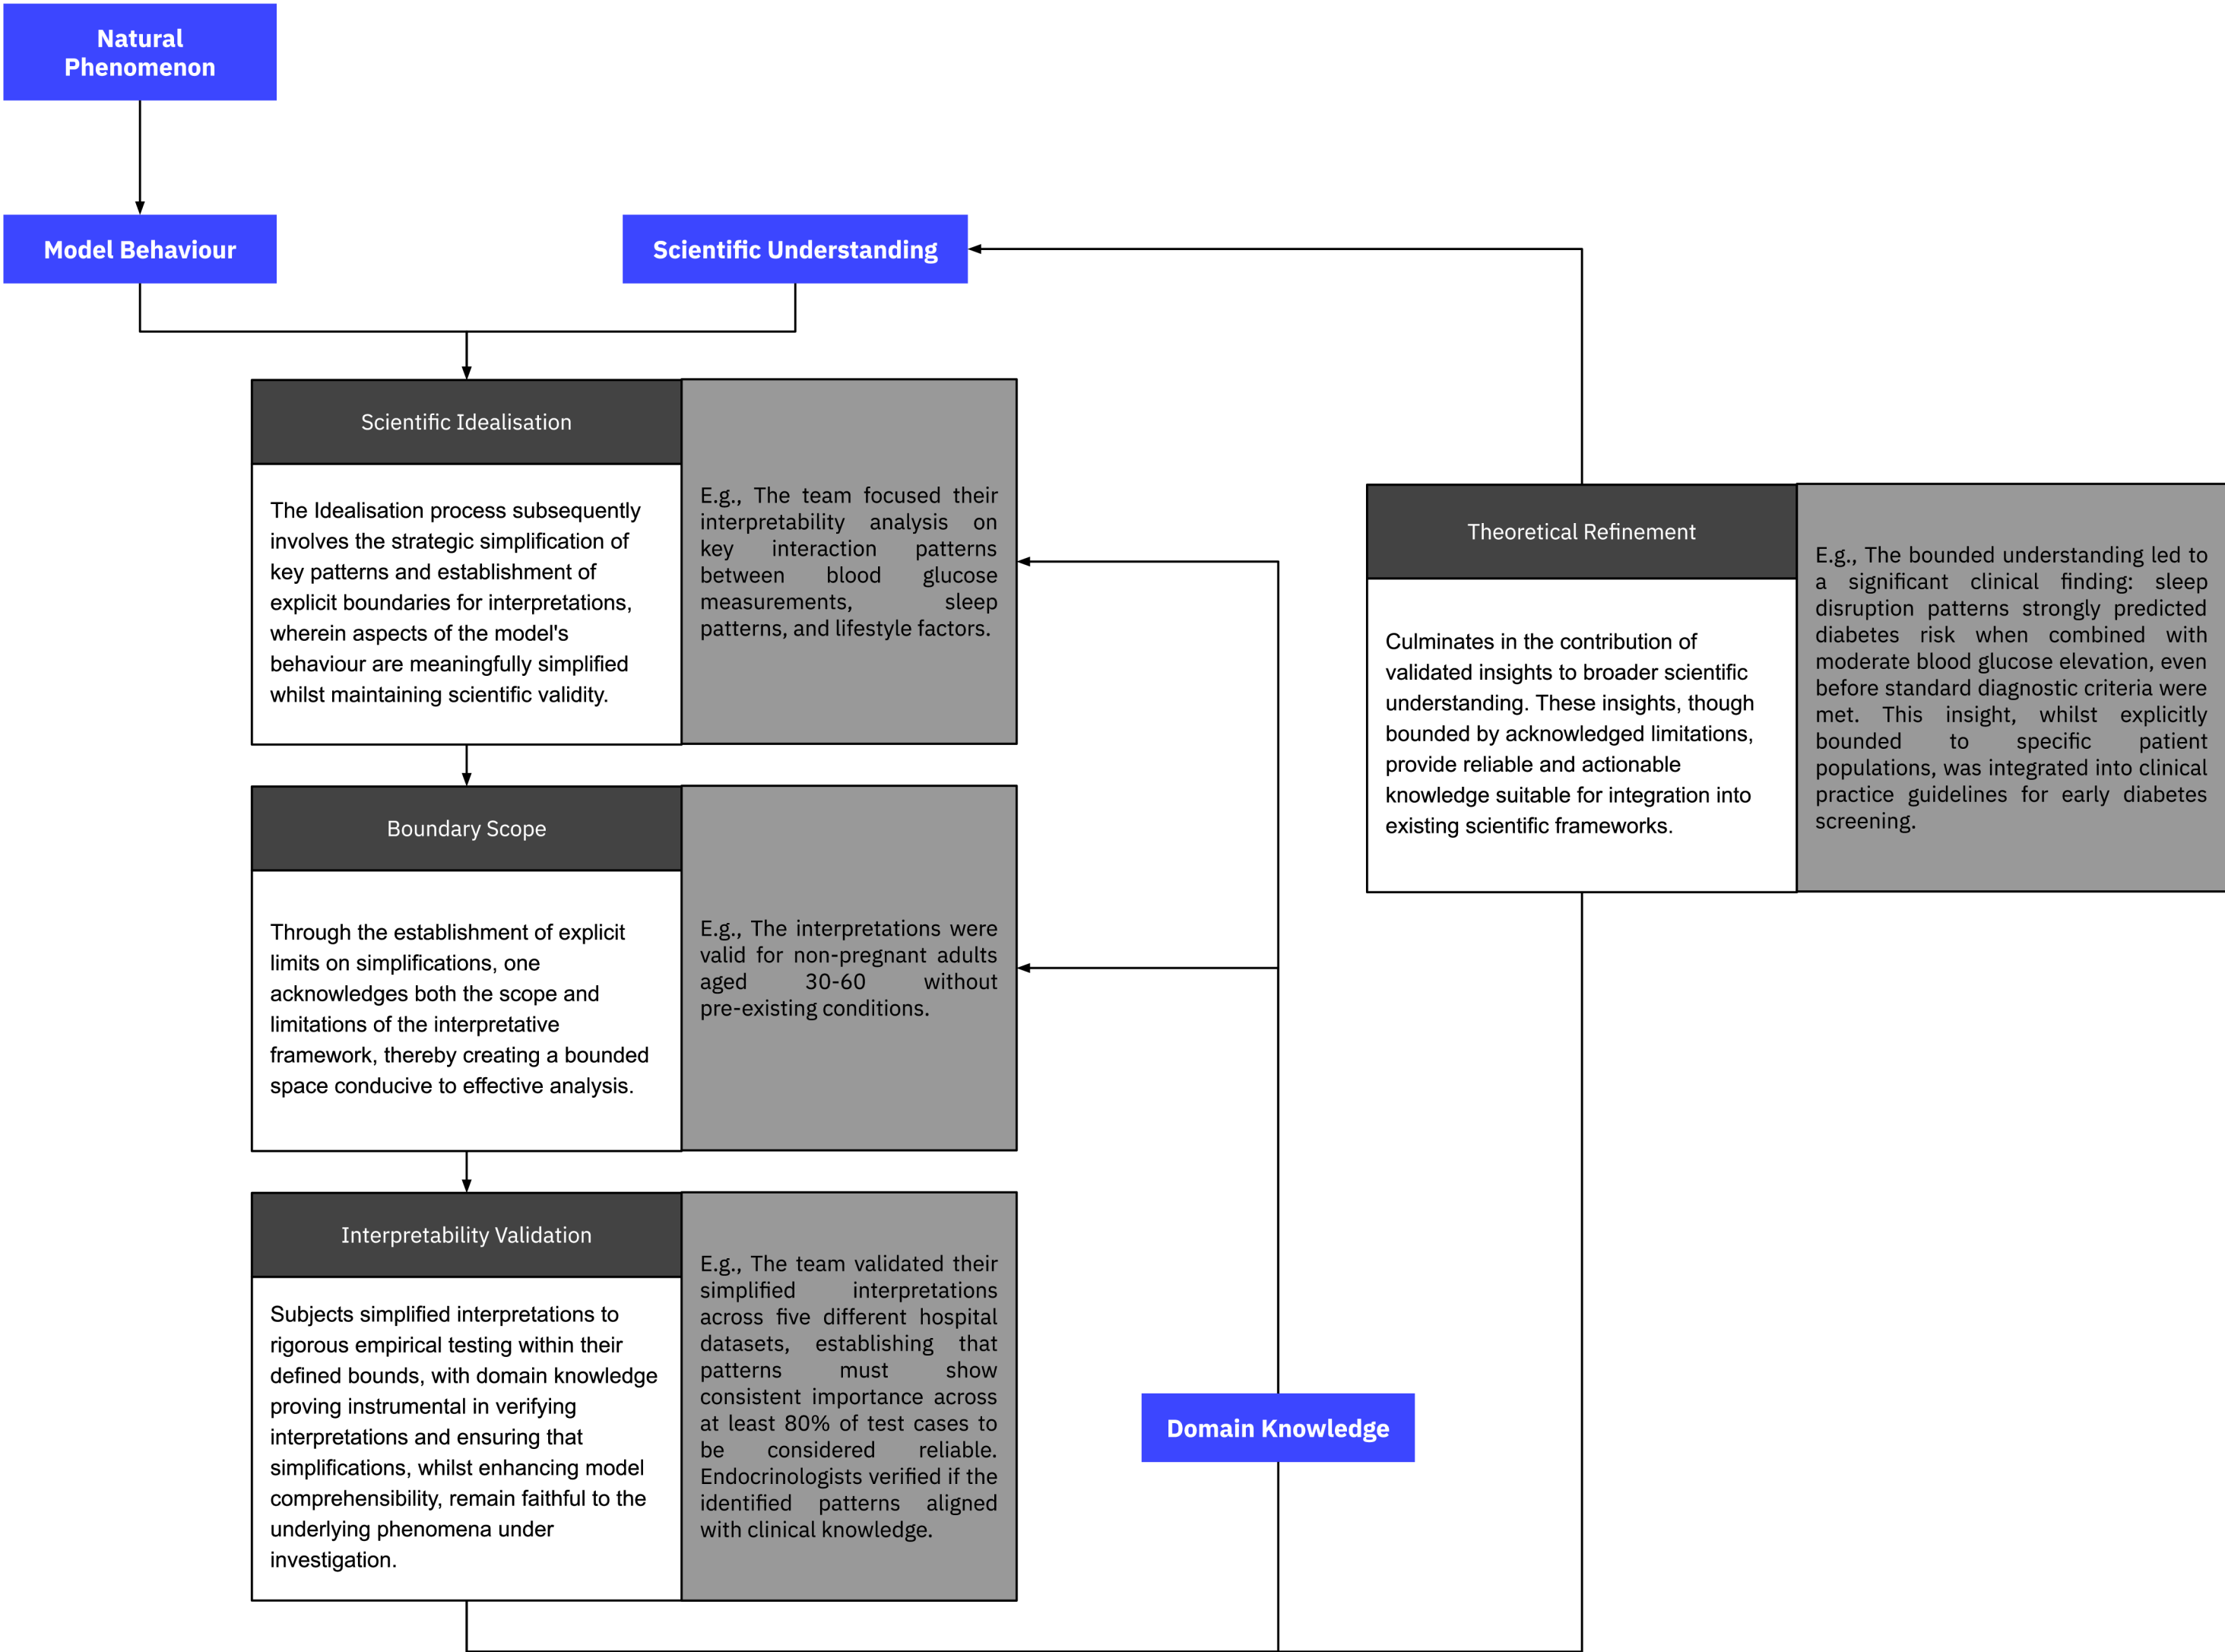 Natural
Phenomenon
Model Behaviour
Scientific Understanding
Scientific Idealisation
The Idealisation process subsequently
involves the strategic simplification of
key patterns and establishment of
explicit boundaries for interpretations,
wherein aspects of the model's
behaviour are meaningfully simplified
whilst maintaining scientific validity.
E.g., The team focused their
interpretability analysis on
key interaction patterns
between blood glucose
measurements, sleep
patterns, and lifestyle factors.
Boundary Scope
Through the establishment of explicit
limits on simplifications, one
acknowledges both the scope and
limitations of the interpretative
framework, thereby creating a bounded
space conducive to effective analysis.
E.g., The interpretations were
valid for non-pregnant adults
aged 30-60 without
pre-existing conditions.
Interpretability Validation
Subjects simplified interpretations to
rigorous empirical testing within their
defined bounds, with domain knowledge
proving instrumental in verifying
interpretations and ensuring that
simplifications, whilst enhancing model
comprehensibility, remain faithful to the
underlying phenomena under
investigation.
E.g., The team validated their
simplified interpretations
across five different hospital
datasets, establishing that
patterns must show
consistent importance across
at least 80% of test cases to
be considered reliable.
Endocrinologists verified if the
identified patterns aligned
with clinical knowledge.
Domain Knowledge
Theoretical Refinement
Culminates in the contribution of
validated insights to broader scientific
understanding. These insights, though
bounded by acknowledged limitations,
provide reliable and actionable
knowledge suitable for integration into
existing scientific frameworks.
E.g., The bounded understanding led to
a significant clinical finding: sleep
disruption patterns strongly predicted
diabetes risk when combined with
moderate blood glucose elevation, even
before standard diagnostic criteria were
met. This insight, whilst explicitly
bounded to specific patient
populations, was integrated into clinical
practice guidelines for early diabetes
screening.